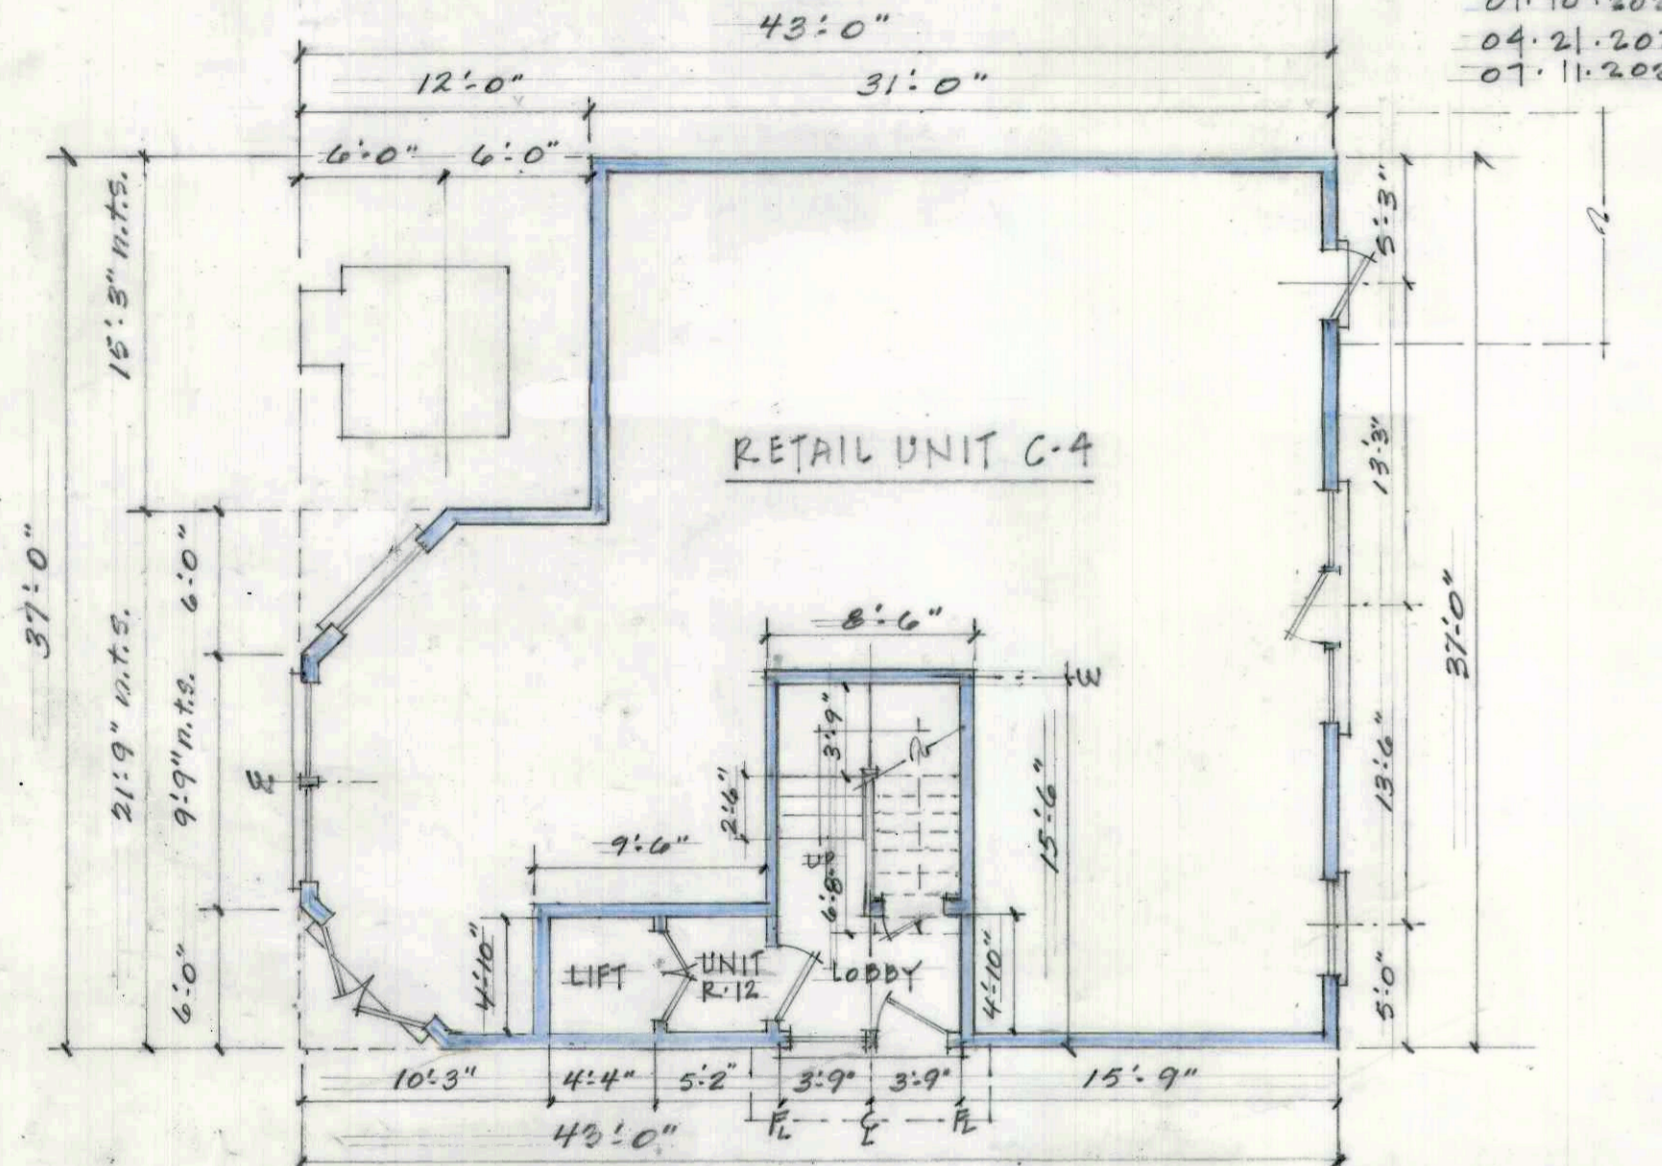 43'-0"
04·21·20
07·11·20
12'-0"
31'-0"
6'-0" 6'-0"
15'-3" n.t.s.
5'-3"
RETAIL UNIT C-4
13'-3"
37'-0"
6'-0"
21'-9" n.t.s.
9'-9" n.t.s.
8'-6"
37'-0"
3'-9"
2'-6"
15'-6"
13'-6"
9'-6"
UP
6'-8"
4'-10"
LIFT
UNIT
R-12
LOBBY
4'-10"
6'-0"
5'-0"
10'-3" 4'-4" 5'-2" 3'-9" 3'-9" 15'-9"
43'-0"
FL CL FL